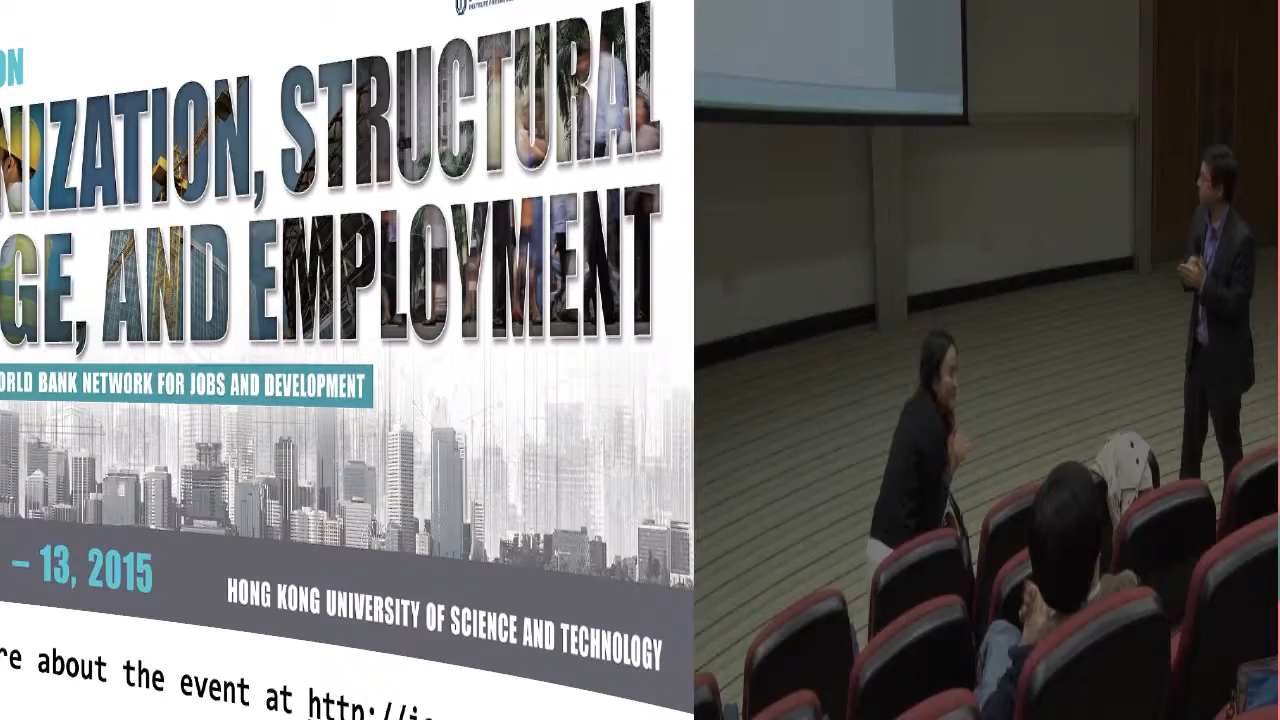 ON
NIZATION, STRUCTURAL
GE, AND EMPLOYMENT
ORLD BANK NETWORK FOR JOBS AND DEVELOPMENT
– 13, 2015
HONG KONG UNIVERSITY OF SCIENCE AND TECHNOLOGY
re about the event at http://i